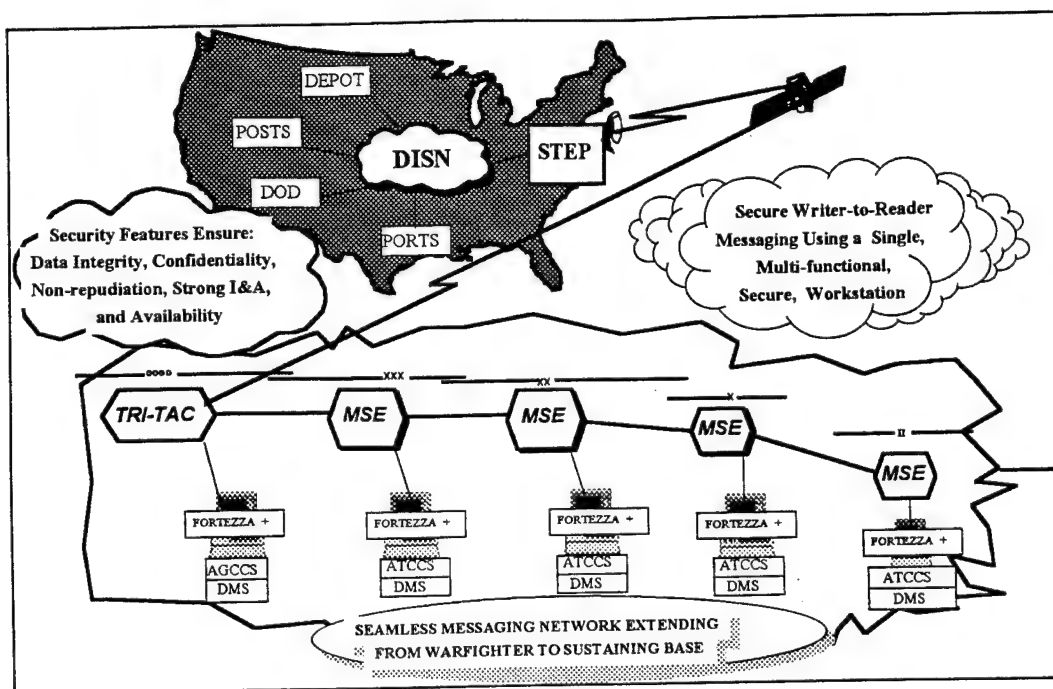 DEPOT
POSTS
DISN
STEP
DOD
PORTS
Security Features Ensure:
Data Integrity, Confidentiality,
Non-repudiation, Strong I&A,
and Availability
Secure Writer-to-Reader
Messaging Using a Single,
Multi-functional,
Secure, Workstation
XXX
XX
X
II
TRI-TAC
MSE
MSE
MSE
MSE
FORTEZZA +
FORTEZZA +
FORTEZZA +
FORTEZZA +
FORTEZZA +
AGCCS
DMS
ATCCS
DMS
ATCCS
DMS
ATCCS
DMS
ATCCS
DMS
SEAMLESS MESSAGING NETWORK EXTENDING
FROM WARFIGHTER TO SUSTAINING BASE